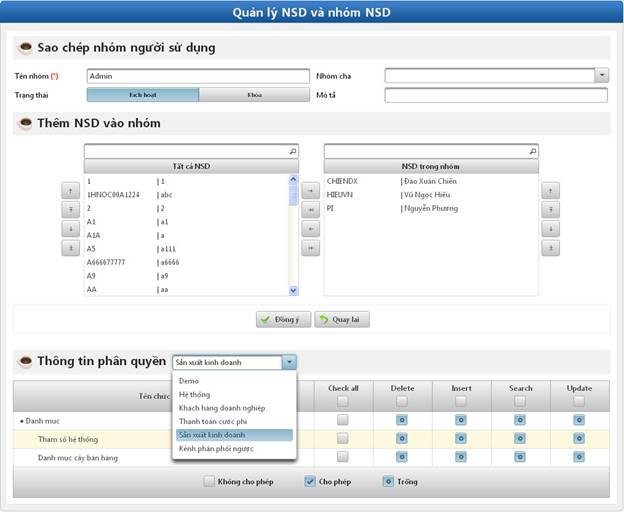 Quản lý NSD và nhóm NSD
Sao chép nhóm người sử dụng
Tên nhóm (*) Admin Nhóm cha
Trạng thái Kích hoạt Khóa Mô tả
Thêm NSD vào nhóm
Tất cả NSD NSD trong nhóm
1 | 1 CHIENDX | Đào Xuân Chiến
1HNOC00A1224 | abc HIEUVN | Vũ Ngọc Hiếu
2 | 2 PI | Nguyễn Phương
A1 | a1
A1A | a
A5 | a111
A666677777 | a6666
A9 | a9
AA | aa
Đồng ý Quay lại
Thông tin phân quyền Sản xuất kinh doanh
Tên chức Check all Delete Insert Search Update
Demo
Hệ thống
Khách hàng doanh nghiệp
Thanh toán cước phí
Sản xuất kinh doanh
Kênh phân phối ngược
• Danh mục
Tham số hệ thống
Danh mục cây bán hàng
Không cho phép Cho phép Trống